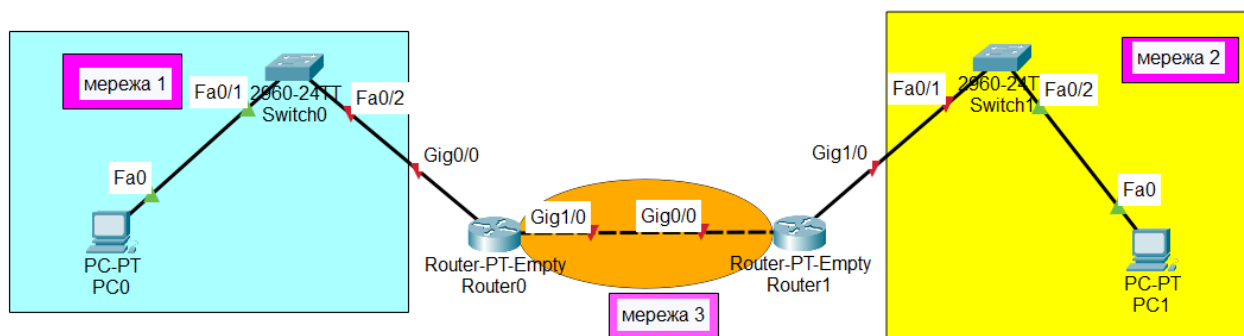 мережа 1
Fa0/1
2960-24TT
Switch0
Fa0/2
Fa0
PC-PT
PC0
Gig0/0
Gig1/0
Gig0/0
Router-PT-Empty
Router0
Router-PT-Empty
Router1
мережа 3
Gig1/0
Fa0/1
2960-24T
Switch1
Fa0/2
мережа 2
Fa0
PC-PT
PC1